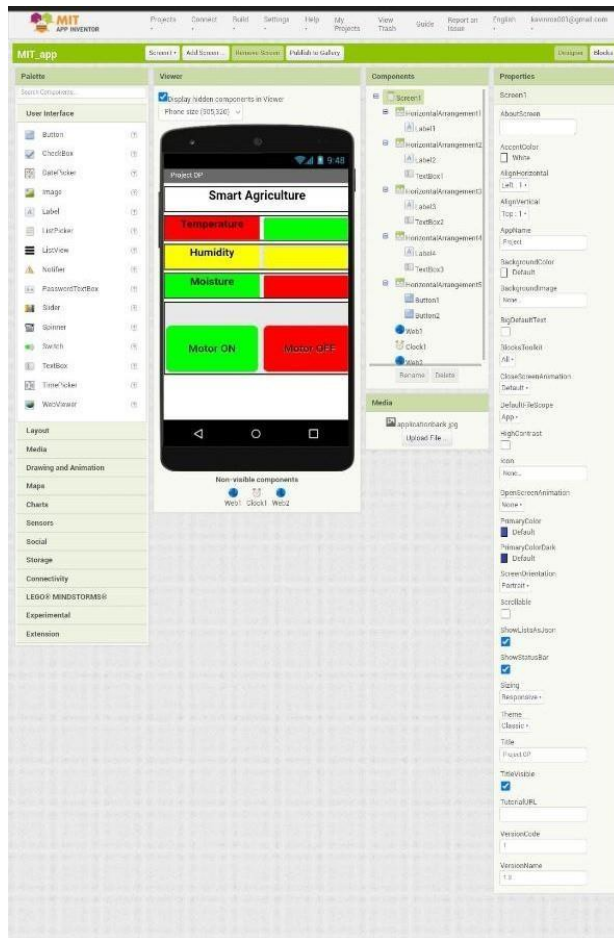 MIT
APP INVENTOR
Projects Connect Build Settings Help My Projects View Trash Guide Report an Issue English
MIT_app
Screen1 Add Screen ... Remove Screen Publish to Gallery
Designer Blocks
Palette
Search Components...
User Interface
Button
CheckBox
DatePicker
Image
Label
ListPicker
ListView
Notifier
PasswordTextBox
Slider
Spinner
Switch
TextBox
TimePicker
WebViewer
Layout
Media
Drawing and Animation
Maps
Charts
Sensors
Social
Storage
Connectivity
LEGO® MINDSTORMS®
Experimental
Extension
Viewer
Display hidden components in Viewer
Phone size (505,320)
9:48
Project DP
Smart Agriculture
Temperature
Humidity
Moisture
Motor ON Motor OFF
Non-visible components
Web1 Clock1 Web2
Components
Screen1
HorizontalArrangement1
Label1
HorizontalArrangement2
Label2
TextBox1
HorizontalArrangement3
Label3
TextBox2
HorizontalArrangement4
Label4
TextBox3
HorizontalArrangement5
Button1
Button2
Web1
Clock1
Web2
Rename Delete
Media
applicationback.jpg
Upload File ...
Properties
Screen1
AboutScreen
AccentColor
White
AlignHorizontal
Left : 1
AlignVertical
Top : 1
AppName
Project
BackgroundColor
Default
BackgroundImage
None...
BigDefaultText
BlocksToolkit
All
CloseScreenAnimation
Default
DefaultFileScope
App
HighContrast
Icon
None...
OpenScreenAnimation
None
PrimaryColor
Default
PrimaryColorDark
Default
ScreenOrientation
Portrait
Scrollable
ShowListsAsJson
ShowStatusBar
Sizing
Responsive
Theme
Classic
Title
Project DP
TitleVisible
TutorialURL
VersionCode
1
VersionName
1.0